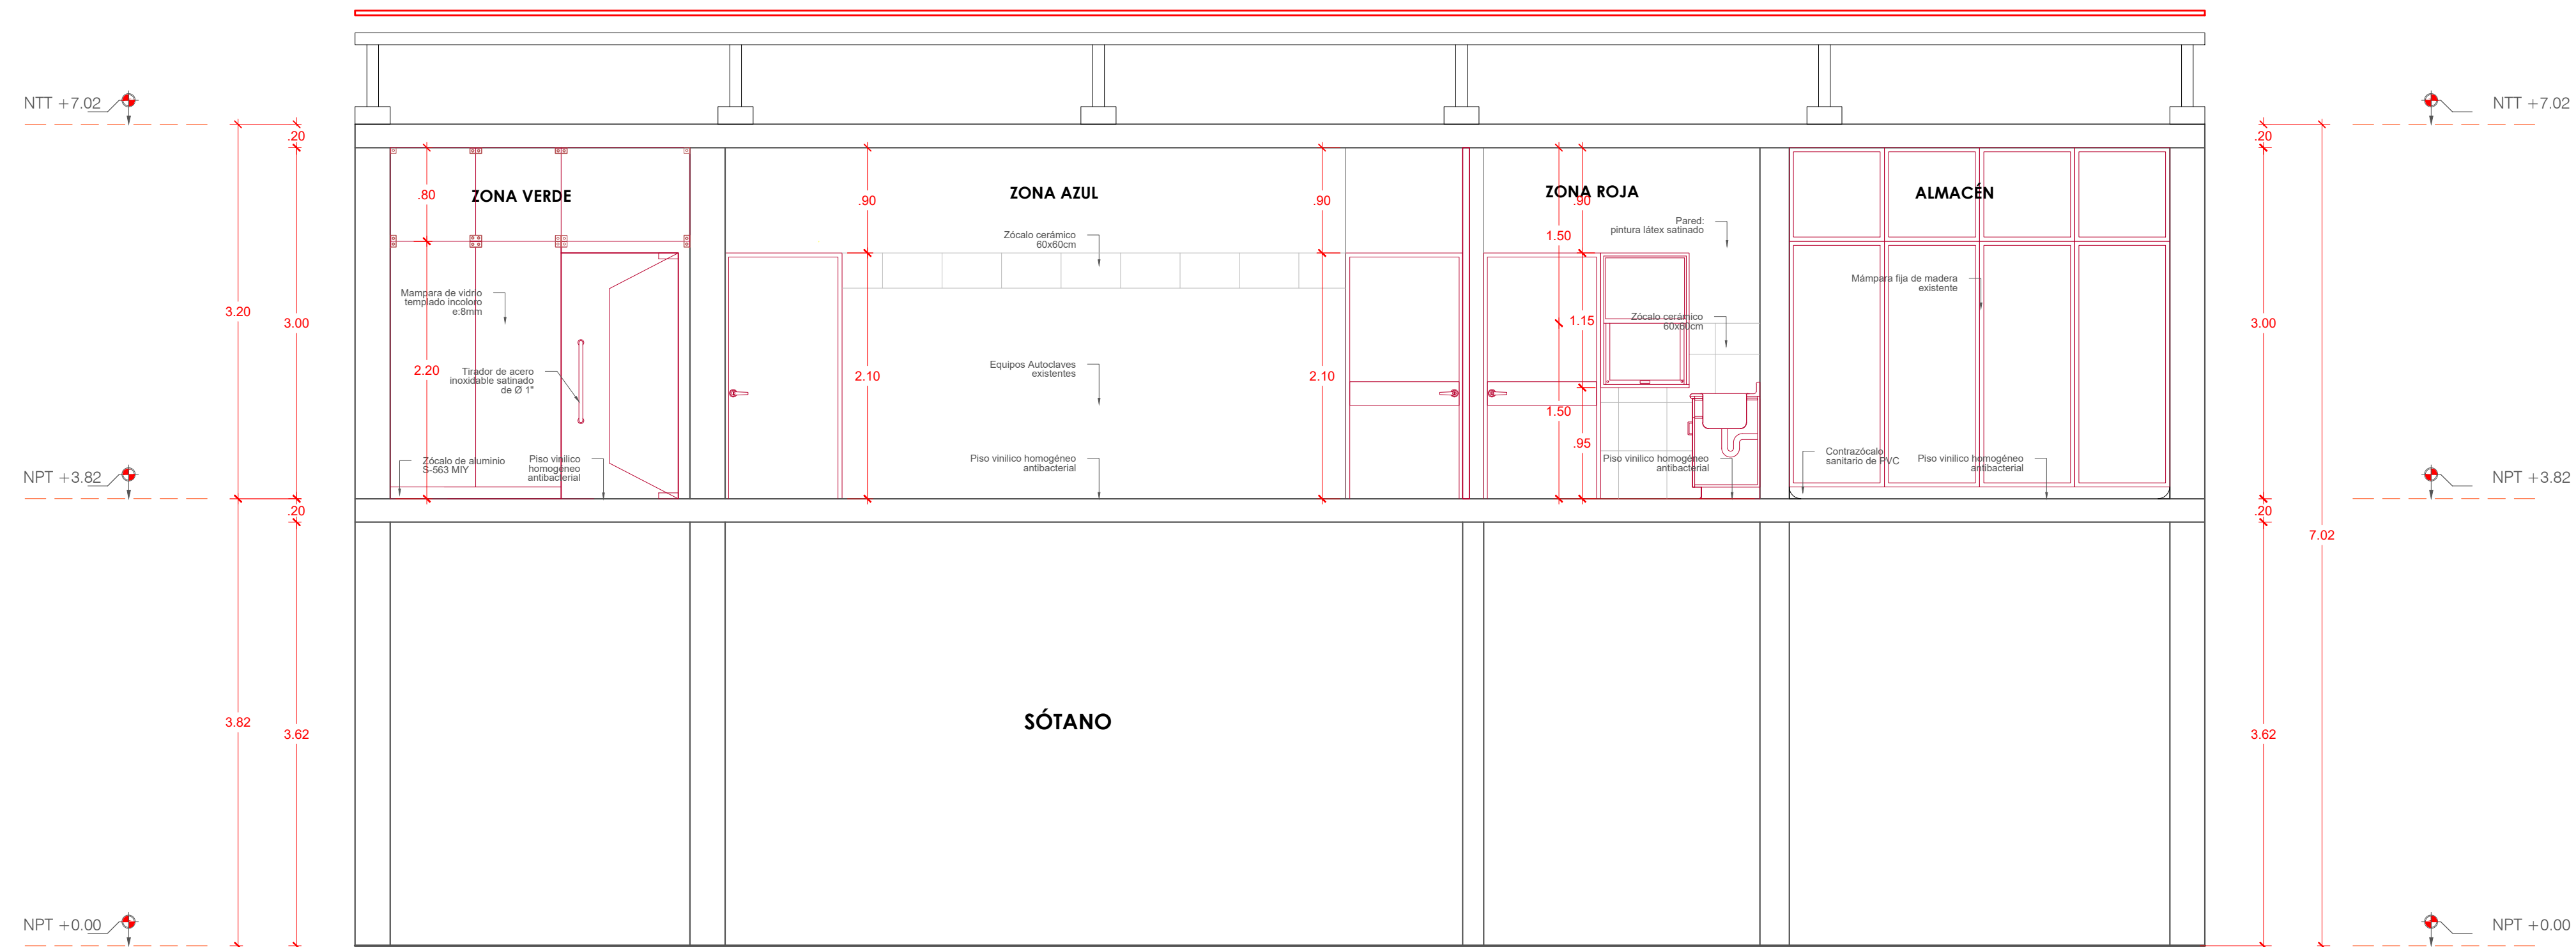 NTT +7.02
NTT +7.02
.20
.20
ZONA VERDE
ZONA AZUL
ZONA ROJA
ALMACÉN
.80
.90
.90
.90
Pared:
pintura látex satinado
1.50
Zócalo cerámico
60x60cm
Mámpara fija de madera
existente
Mampara de vidrio
templado incoloro
e:8mm
3.20
3.00
3.00
1.15
Zócalo cerámico
60x60cm
2.20
Tirador de acero
inoxidable satinado
de Ø 1"
2.10
Equipos Autoclaves
existentes
2.10
1.50
.95
Zócalo de aluminio
S-563 MIY
Piso vinilico
homogéneo
antibacterial
Piso vinilico homogéneo
antibacterial
Piso vinilico homogéneo
antibacterial
Contrazócalo
sanitario de PVC
Piso vinilico homogéneo
antibacterial
NPT +3.82
NPT +3.82
.20
.20
7.02
SÓTANO
3.82
3.62
3.62
NPT +0.00
NPT +0.00